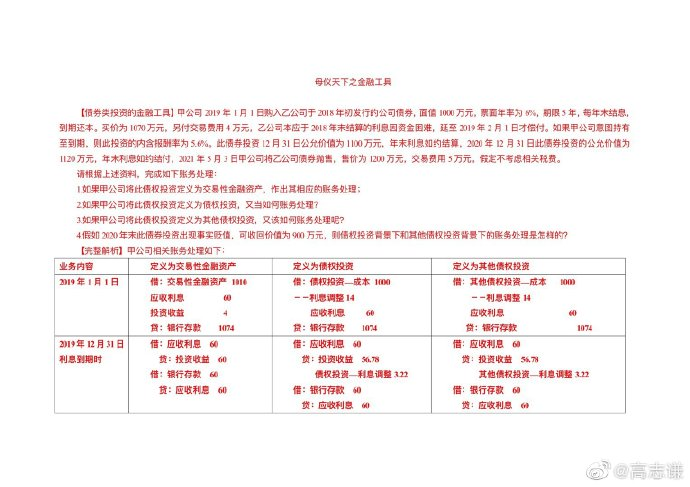 母仪天下之金融工具
【债券类投资的金融工具】甲公司 2019 年 1 月 1 日购入乙公司于 2018 年初发行的公司债券，面值 1000 万元，票面年率为 6%，期限 5 年，每年末结息，
到期还本。买价为 1070 万元，另付交易费用 4 万元，乙公司本应于 2018 年末结算的利息因资金困难，延至 2019 年 2 月 1 日才偿付。如果甲公司意图持有
至到期，则此投资的内含报酬率为 5.6%。此债券投资 12 月 31 日公允价值为 1100 万元，年末利息如约结算，2020 年 12 月 31 日此债券投资的公允价值为
1120 万元，年末利息如约结付，2021 年 5 月 3 日甲公司将乙公司债券抛售，售价为 1200 万元，交易费用 5 万元。假定不考虑相关税费。
请根据上述资料，完成如下账务处理：
1.如果甲公司将此债权投资定义为交易性金融资产，作出其相应的账务处理；
2.如果甲公司将此债权投资定义为债权投资，又当如何账务处理？
3.如果甲公司将此债权投资定义为其他债权投资，又该如何账务处理呢？
4.假如 2020 年末此债券投资出现事实贬值，可收回价值为 900 万元，则债权投资背景下和其他债权投资背景下的账务处理是怎样的？
【完整解析】甲公司相关账务处理如下：
业务内容 定义为交易性金融资产 定义为债权投资 定义为其他债权投资
2019 年 1 月 1 日 借：交易性金融资产 1010 借：债权投资—成本 1000 借：其他债权投资—成本 1000
应收利息 60 －－利息调整 14 －－利息调整 14
投资收益 4 应收利息 60 应收利息 60
贷：银行存款 1074 贷：银行存款 1074 贷：银行存款 1074
2019 年 12 月 31 日 借：应收利息 60 借：应收利息 60 借：应收利息 60
利息到期时 贷：投资收益 60 贷：投资收益 56.78 贷：投资收益 56.78
借：银行存款 60 债权投资—利息调整 3.22 其他债权投资—利息调整 3.22
贷：应收利息 60 借：银行存款 60 借：银行存款 60
贷：应收利息 60 贷：应收利息 60
@高志谦